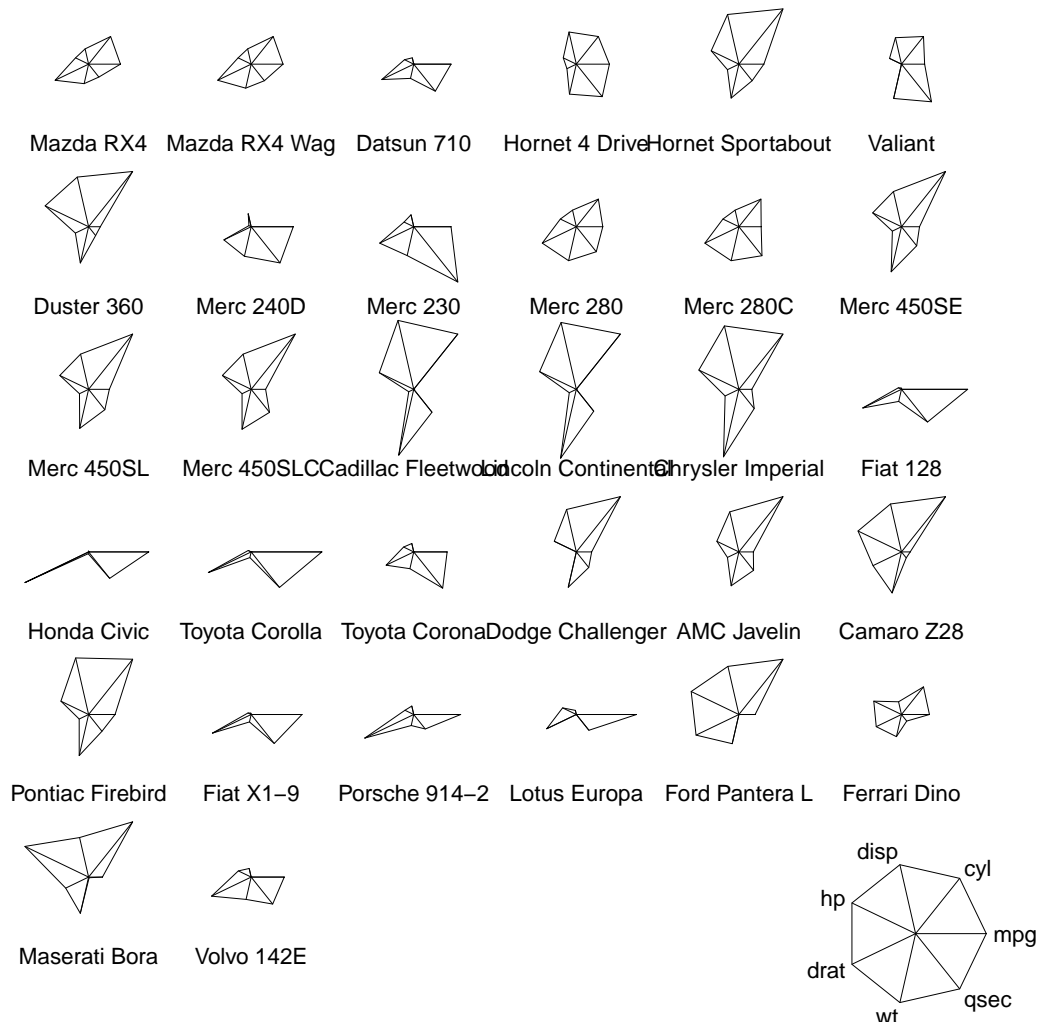 Mazda RX4 Mazda RX4 Wag Datsun 710 Hornet 4 Drive Hornet Sportabout Valiant
Duster 360 Merc 240D Merc 230 Merc 280 Merc 280C Merc 450SE
Merc 450SL Merc 450SLC Cadillac Fleetwood Lincoln Continental Chrysler Imperial Fiat 128
Honda Civic Toyota Corolla Toyota Corona Dodge Challenger AMC Javelin Camaro Z28
Pontiac Firebird Fiat X1−9 Porsche 914−2 Lotus Europa Ford Pantera L Ferrari Dino
Maserati Bora Volvo 142E
disp
cyl
hp
mpg
drat
qsec
wt